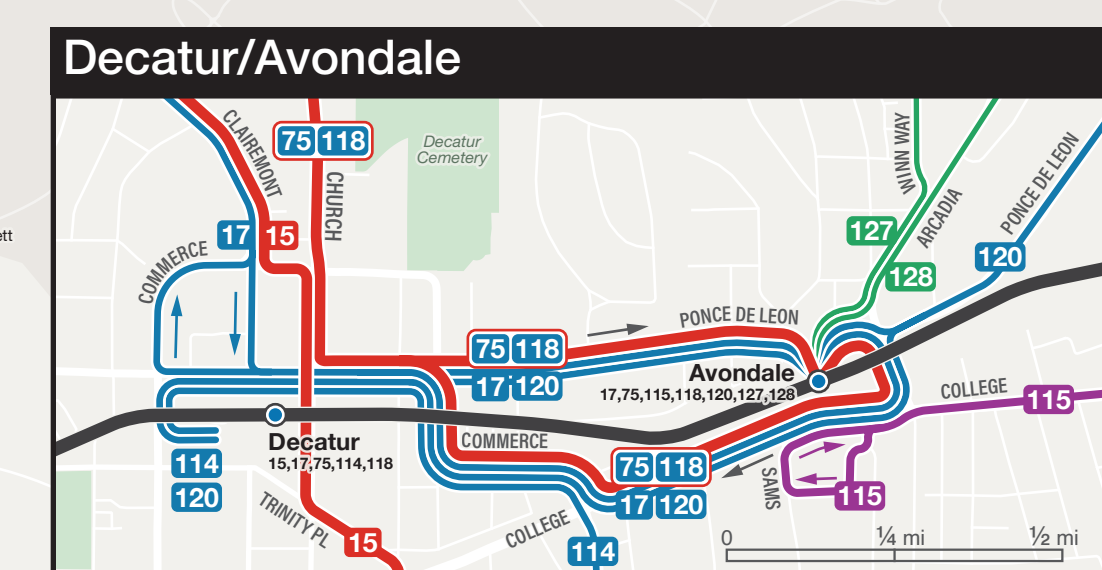 Decatur/Avondale
CLAIREMONT
75 118
Decatur
Cemetery
WINN WAY
PONCE DE LEON
CHURCH
ARCADIA
ett
17 15
127
COMMERCE
120
128
PONCE DE LEON
75 118
17 120
Avondale
17,75,115,118,120,127,128
COLLEGE
115
Decatur
15,17,75,114,118
COMMERCE
114
75 118
SAMS
120
17 120
115
TRINITY PL
COLLEGE
15
114
0 ¼ mi ½ mi